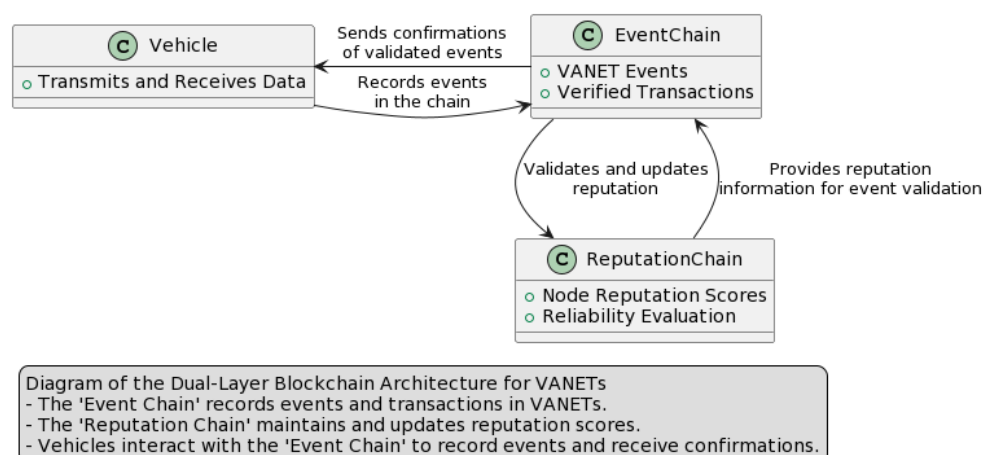 C Vehicle
Transmits and Receives Data
Sends confirmations
of validated events
Records events
in the chain
C EventChain
VANET Events
Verified Transactions
Validates and updates
reputation
Provides reputation
information for event validation
C ReputationChain
Node Reputation Scores
Reliability Evaluation
Diagram of the Dual-Layer Blockchain Architecture for VANETs
- The 'Event Chain' records events and transactions in VANETs.
- The 'Reputation Chain' maintains and updates reputation scores.
- Vehicles interact with the 'Event Chain' to record events and receive confirmations.